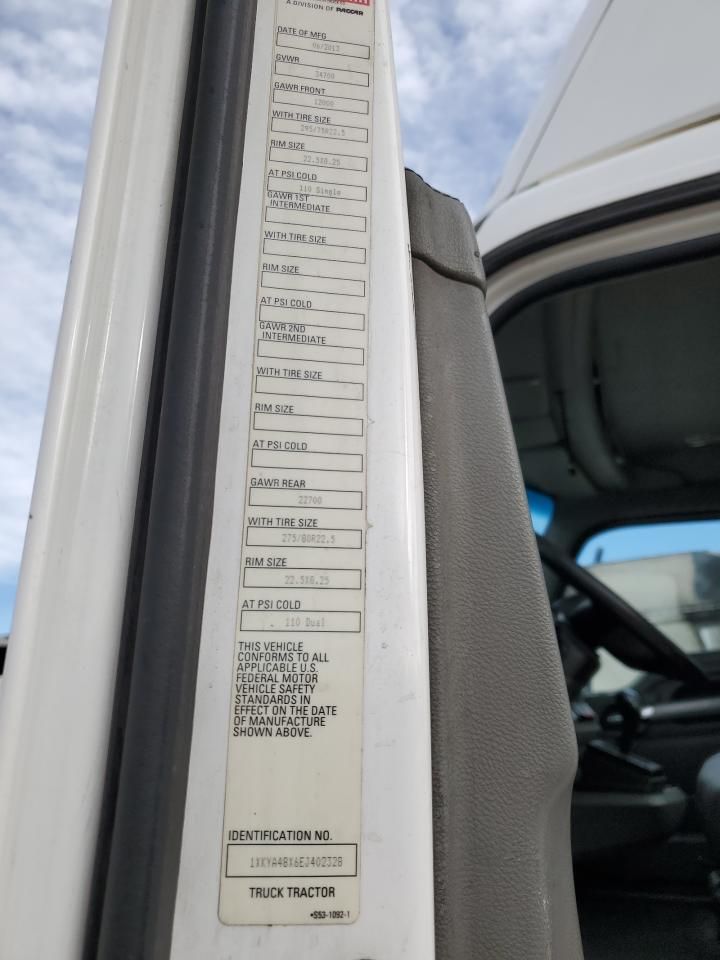 A DIVISION OF PACCAR
DATE OF MFG
06/2013
GVWR
34700
GAWR FRONT
12000
WITH TIRE SIZE
295/75R22.5
RIM SIZE
22.5X8.25
AT PSI COLD
110 Single
GAWR 1ST
INTERMEDIATE
WITH TIRE SIZE
RIM SIZE
AT PSI COLD
GAWR 2ND
INTERMEDIATE
WITH TIRE SIZE
RIM SIZE
AT PSI COLD
GAWR REAR
22700
WITH TIRE SIZE
275/80R22.5
RIM SIZE
22.5X8.25
AT PSI COLD
110 Dual
THIS VEHICLE
CONFORMS TO ALL
APPLICABLE U.S.
FEDERAL MOTOR
VEHICLE SAFETY
STANDARDS IN
EFFECT ON THE DATE
OF MANUFACTURE
SHOWN ABOVE.
IDENTIFICATION NO.
1XKYA48X6EJ402328
TRUCK TRACTOR
•S53-1092-1